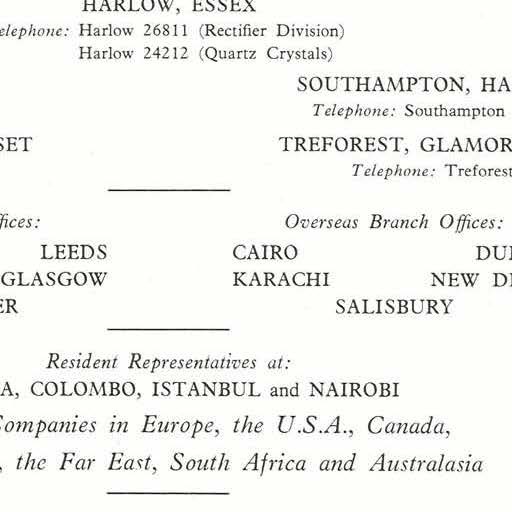 HARLOW, ESSEX
elephone: Harlow 26811 (Rectifier Division)
Harlow 24212 (Quartz Crystals)
SOUTHAMPTON, HA
Telephone: Southampton
SET TREFOREST, GLAMOR
Telephone: Treforest
ffices: Overseas Branch Offices:
LEEDS CAIRO DU
GLASGOW KARACHI NEW D
ER SALISBURY
Resident Representatives at:
A, COLOMBO, ISTANBUL and NAIROBI
Companies in Europe, the U.S.A., Canada,
, the Far East, South Africa and Australasia